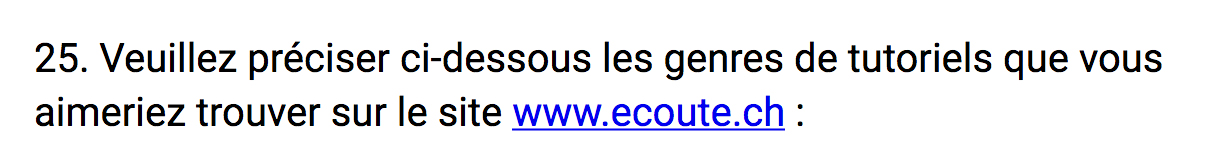 25. Veuillez préciser ci-dessous les genres de tutoriels que vous
aimeriez trouver sur le site www.ecoute.ch :